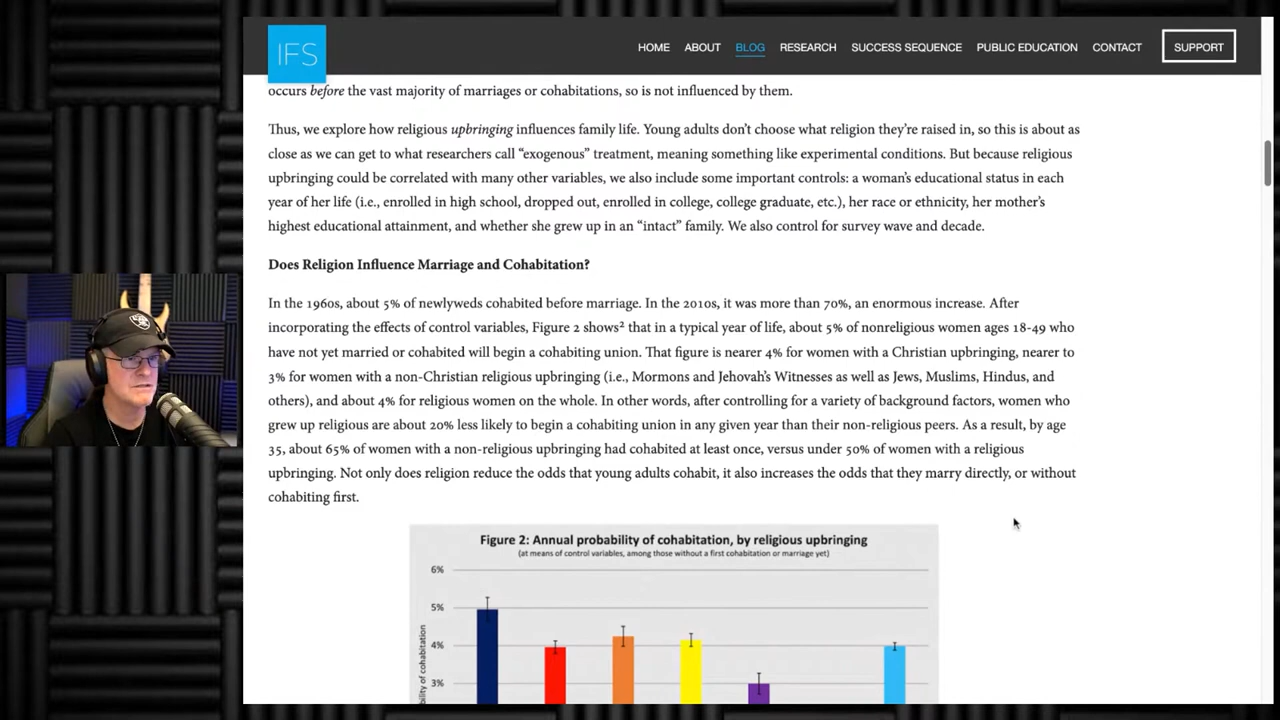 IFS
HOME ABOUT BLOG RESEARCH SUCCESS SEQUENCE PUBLIC EDUCATION CONTACT SUPPORT
occurs before the vast majority of marriages or cohabitations, so is not influenced by them.
Thus, we explore how religious upbringing influences family life. Young adults don't choose what religion they're raised in, so this is about as
close as we can get to what researchers call “exogenous” treatment, meaning something like experimental conditions. But because religious
upbringing could be correlated with many other variables, we also include some important controls: a woman's educational status in each
year of her life (i.e., enrolled in high school, dropped out, enrolled in college, college graduate, etc.), her race or ethnicity, her mother's
highest educational attainment, and whether she grew up in an “intact” family. We also control for survey wave and decade.
Does Religion Influence Marriage and Cohabitation?
In the 1960s, about 5% of newlyweds cohabited before marriage. In the 2010s, it was more than 70%, an enormous increase. After
incorporating the effects of control variables, Figure 2 shows² that in a typical year of life, about 5% of nonreligious women ages 18-49 who
have not yet married or cohabited will begin a cohabiting union. That figure is nearer 4% for women with a Christian upbringing, nearer to
3% for women with a non-Christian religious upbringing (i.e., Mormons and Jehovah's Witnesses as well as Jews, Muslims, Hindus, and
others), and about 4% for religious women on the whole. In other words, after controlling for a variety of background factors, women who
grew up religious are about 20% less likely to begin a cohabiting union in any given year than their non-religious peers. As a result, by age
35, about 65% of women with a non-religious upbringing had cohabited at least once, versus under 50% of women with a religious
upbringing. Not only does religion reduce the odds that young adults cohabit, it also increases the odds that they marry directly, or without
cohabiting first.
Figure 2: Annual probability of cohabitation, by religious upbringing
(at means of control variables, among those without a first cohabitation or marriage yet)
6%
5%
4%
3%
bility of cohabitation